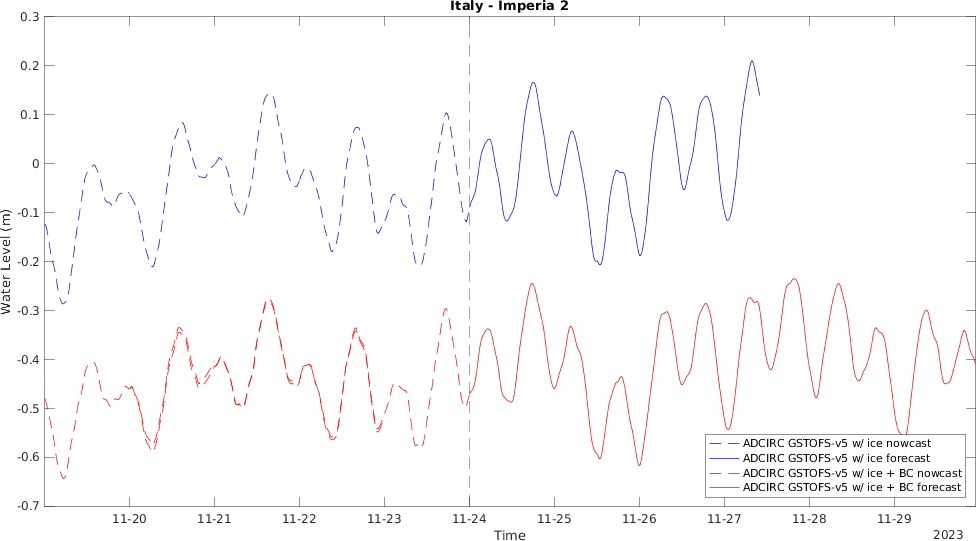 Italy - Imperia 2
0.3
0.2
0.1
0
-0.1
-0.2
-0.3
-0.4
-0.5
-0.6
-0.7
Water Level (m)
11-20 11-21 11-22 11-23 11-24 11-25 11-26 11-27 11-28 11-29
Time
2023
ADCIRC GSTOFS-v5 w/ ice nowcast
ADCIRC GSTOFS-v5 w/ ice forecast
ADCIRC GSTOFS-v5 w/ ice + BC nowcast
ADCIRC GSTOFS-v5 w/ ice + BC forecast